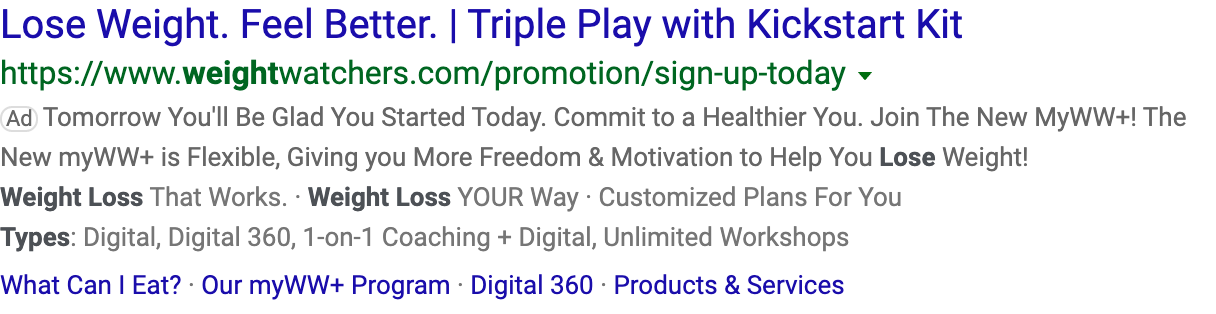 Lose Weight. Feel Better. | Triple Play with Kickstart Kit
https://www.weightwatchers.com/promotion/sign-up-today
Ad Tomorrow You'll Be Glad You Started Today. Commit to a Healthier You. Join The New MyWW+! The
New myWW+ is Flexible, Giving you More Freedom & Motivation to Help You Lose Weight!
Weight Loss That Works. · Weight Loss YOUR Way · Customized Plans For You
Types: Digital, Digital 360, 1-on-1 Coaching + Digital, Unlimited Workshops
What Can I Eat? · Our myWW+ Program · Digital 360 · Products & Services